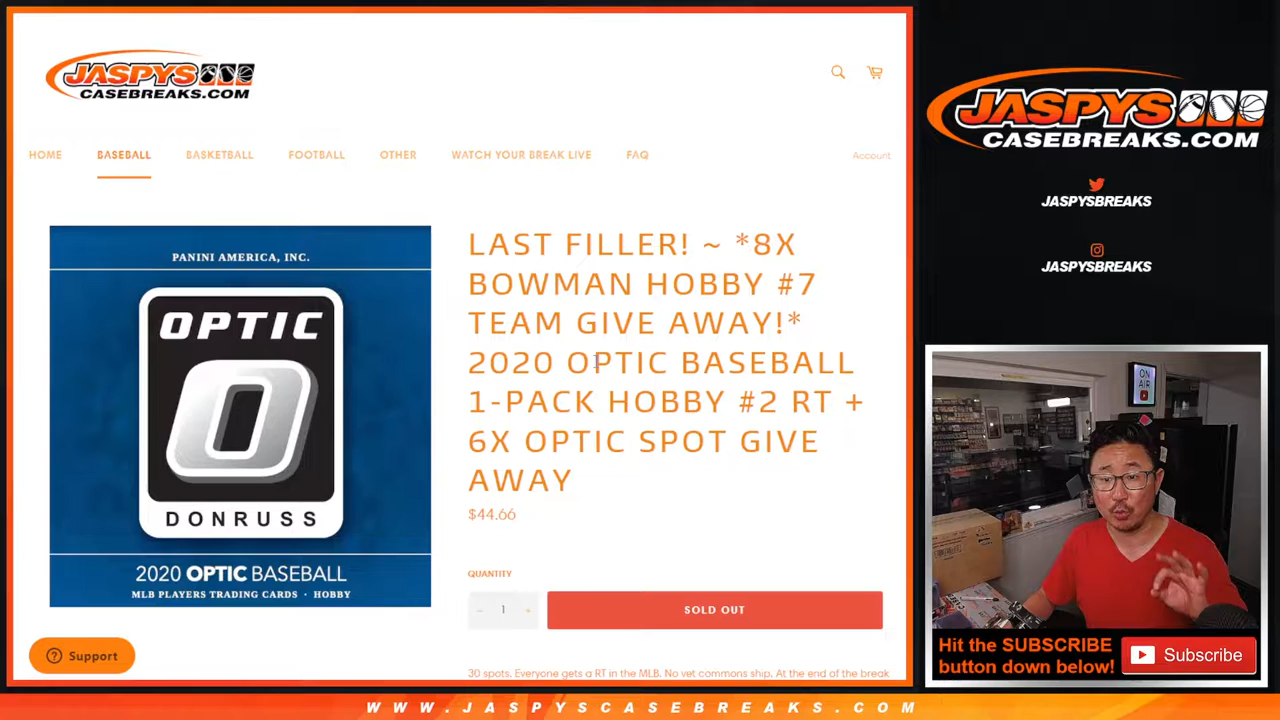 JASPYS
CASEBREAKS.COM
HOME BASEBALL BASKETBALL FOOTBALL OTHER WATCH YOUR BREAK LIVE FAQ Account
PANINI AMERICA, INC.
OPTIC
O
DONRUSS
2020 OPTIC BASEBALL
MLB PLAYERS TRADING CARDS · HOBBY
LAST FILLER! ~ *8X
BOWMAN HOBBY #7
TEAM GIVE AWAY!*
2020 OPTIC BASEBALL
1-PACK HOBBY #2 RT +
6X OPTIC SPOT GIVE
AWAY
$44.66
QUANTITY
− 1 +
SOLD OUT
30 spots. Everyone gets a RT in the MLB. No vet commons ship. At the end of the break
Support
JASPYS
CASEBREAKS.COM
JASPYSBREAKS
JASPYSBREAKS
ON
AIR
Hit the SUBSCRIBE
button down below!
Subscribe
WWW.JASPYSCASEBREAKS.COM